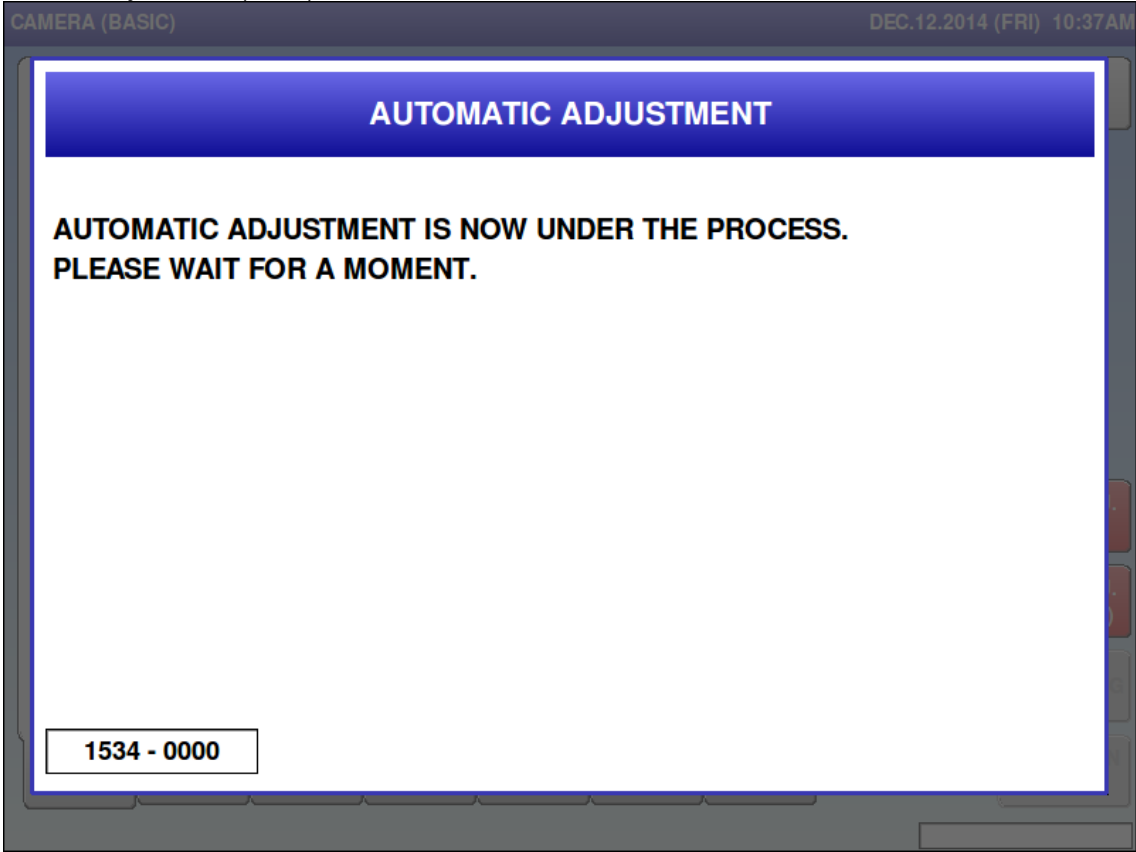 CAMERA (BASIC)
DEC.12.2014 (FRI) 10:37AM
AUTOMATIC ADJUSTMENT
AUTOMATIC ADJUSTMENT IS NOW UNDER THE PROCESS.
PLEASE WAIT FOR A MOMENT.
1534 - 0000